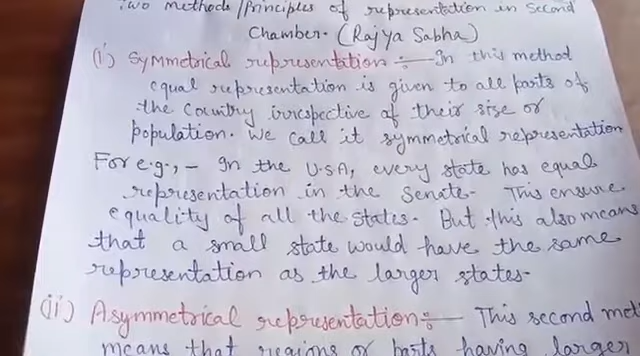 Two methods/Principles of representation in Second
Chamber. (Rajya Sabha)
(i) Symmetrical representation :— In this method
equal representation is given to all parts of
the country irrespective of their size or
population. We call it symmetrical representation
For e.g., — In the U.S.A, every state has equal
representation in the Senate. This ensure
equality of all the states. But this also means
that a small state would have the same
representation as the larger states.
(ii) Asymmetrical representation :— This second met
means that regions or parts having larger